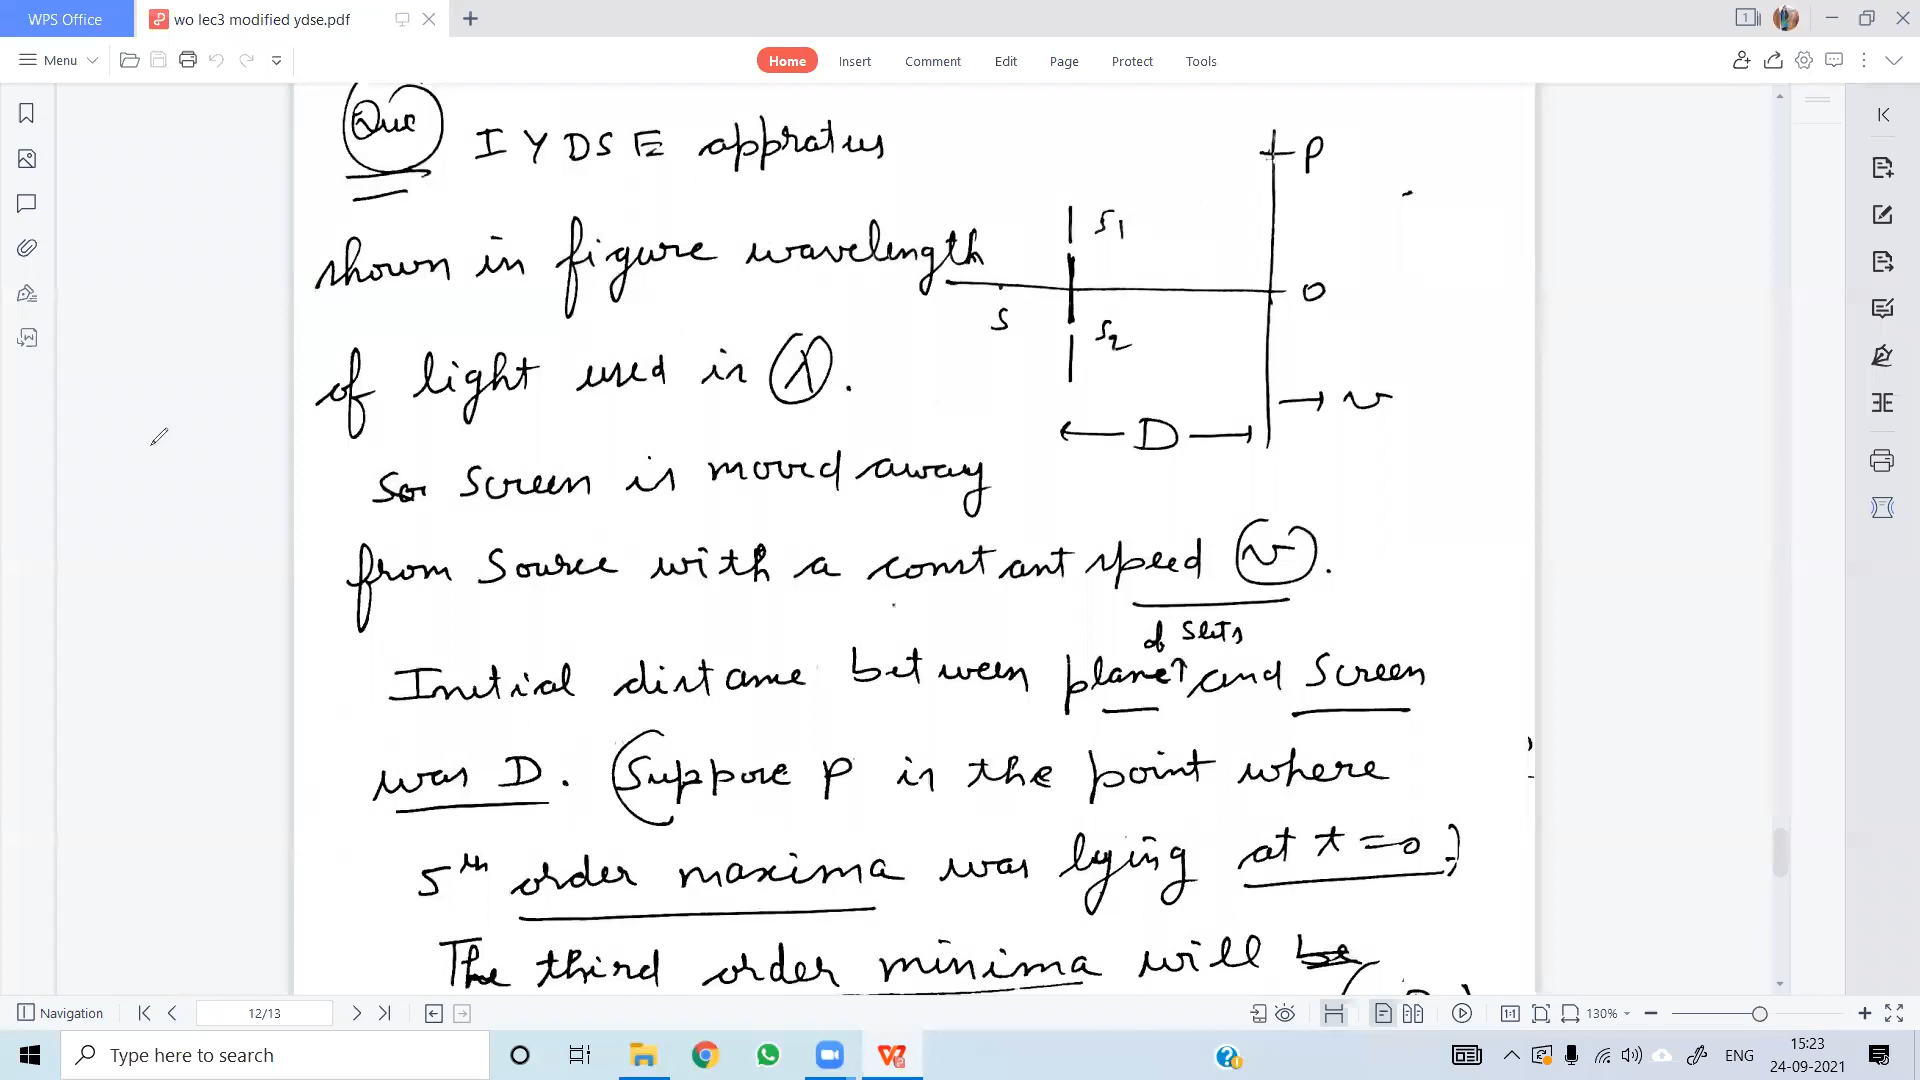 WPS Office
wo lec3 modified ydse.pdf
Menu
Home Insert Comment Edit Page Protect Tools
Que I YDSE appratus
shown in figure wavelength
of light used is λ.
Screen is moved away
from source with a constant speed v.
of slits
Initial distance between plane and Screen
was D. (Suppose P is the point where
5th order maxima was lying at t=0)
The third order minima will
P
S1
O
S
S2
→ v
D
Navigation 12/13 130%
Type here to search
ENG
15:23
24-09-2021